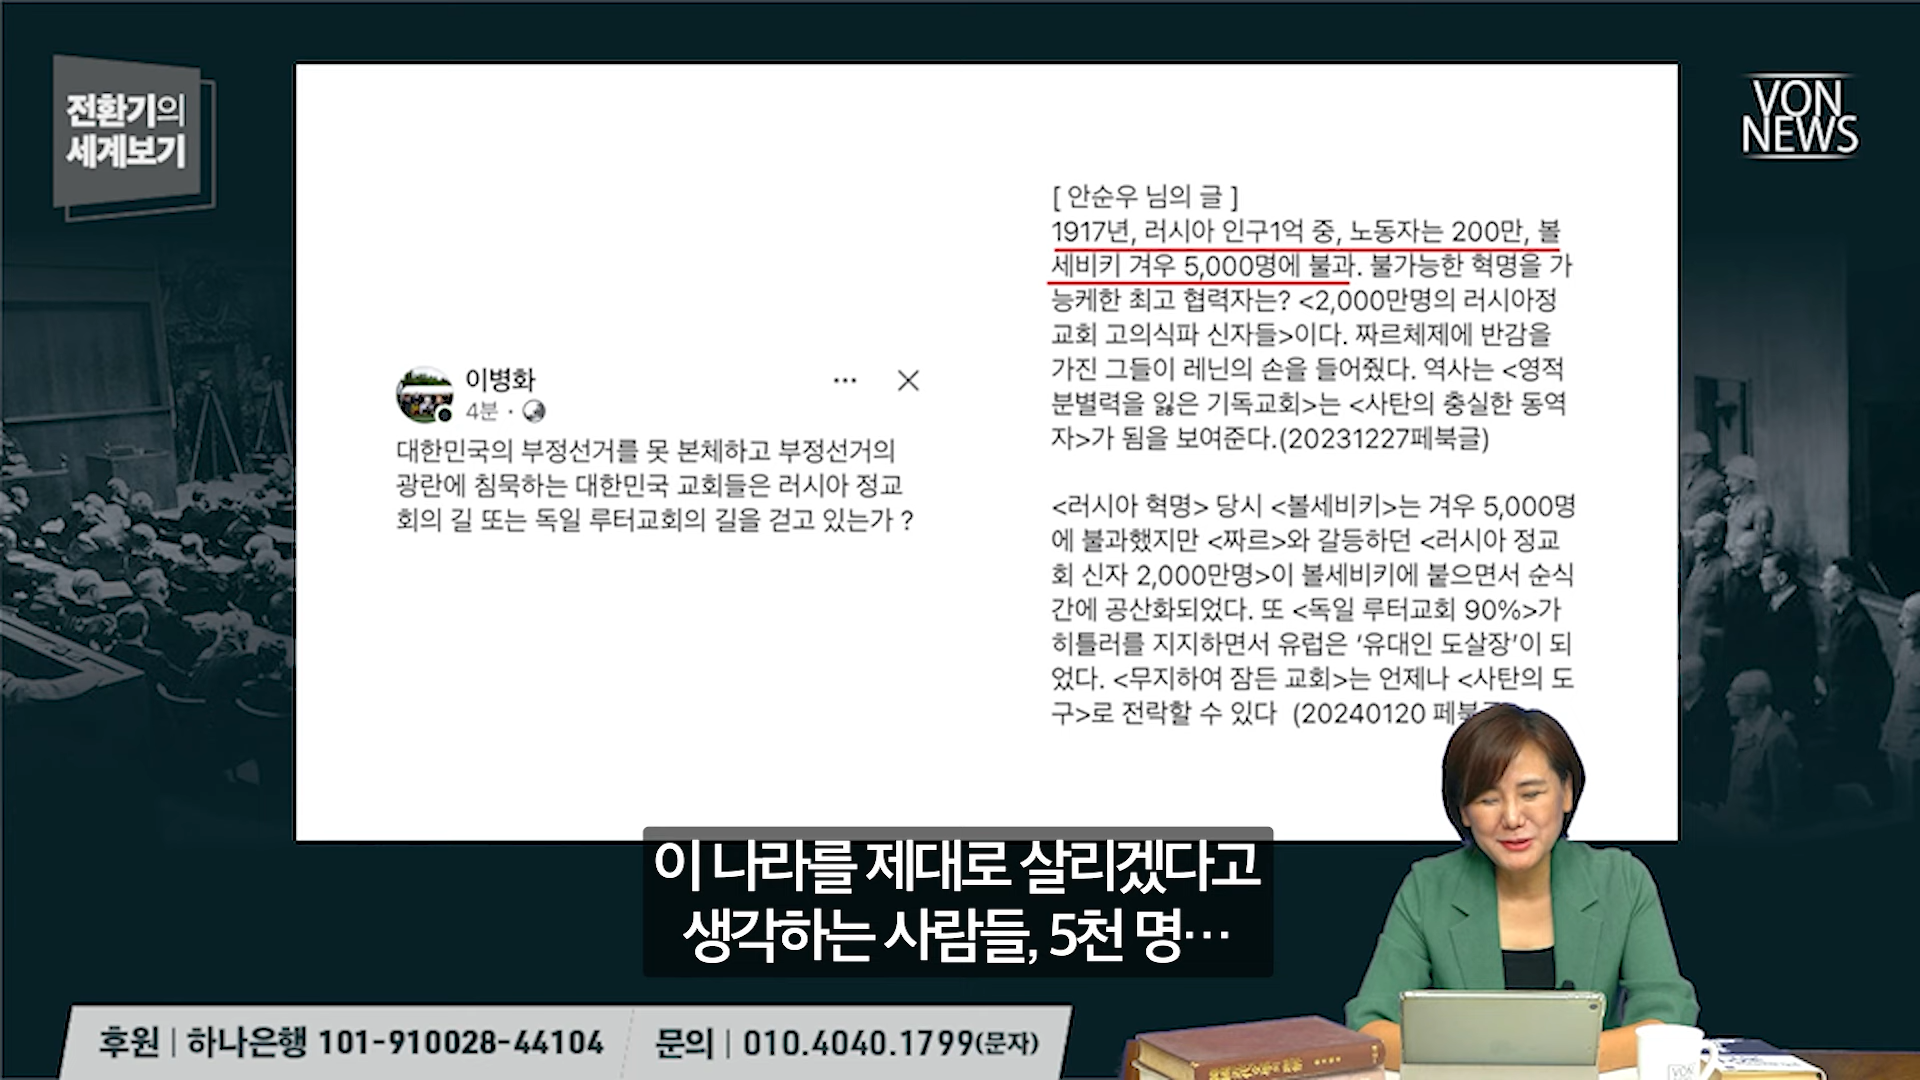 전환기의
세계보기
VON
NEWS
이병화
4분
대한민국의 부정선거를 못 본체하고 부정선거의
광란에 침묵하는 대한민국 교회들은 러시아 정교
회의 길 또는 독일 루터교회의 길을 걷고 있는가 ?
[ 안순우 님의 글 ]
1917년, 러시아 인구1억 중, 노동자는 200만, 볼
세비키 겨우 5,000명에 불과. 불가능한 혁명을 가
능케한 최고 협력자는? <2,000만명의 러시아정
교회 고의식파 신자들>이다. 짜르체제에 반감을
가진 그들이 레닌의 손을 들어줬다. 역사는 <영적
분별력을 잃은 기독교회>는 <사탄의 충실한 동역
자>가 됨을 보여준다.(20231227페북글)
<러시아 혁명> 당시 <볼세비키>는 겨우 5,000명
에 불과했지만 <짜르>와 갈등하던 <러시아 정교
회 신자 2,000만명>이 볼세비키에 붙으면서 순식
간에 공산화되었다. 또 <독일 루터교회 90%>가
히틀러를 지지하면서 유럽은 ‘유대인 도살장’이 되
었다. <무지하여 잠든 교회>는 언제나 <사탄의 도
구>로 전락할 수 있다 (20240120
이 나라를 제대로 살리겠다고
생각하는 사람들, 5천 명…
후원 | 하나은행 101-910028-44104
문의 | 010.4040.1799(문자)
VON